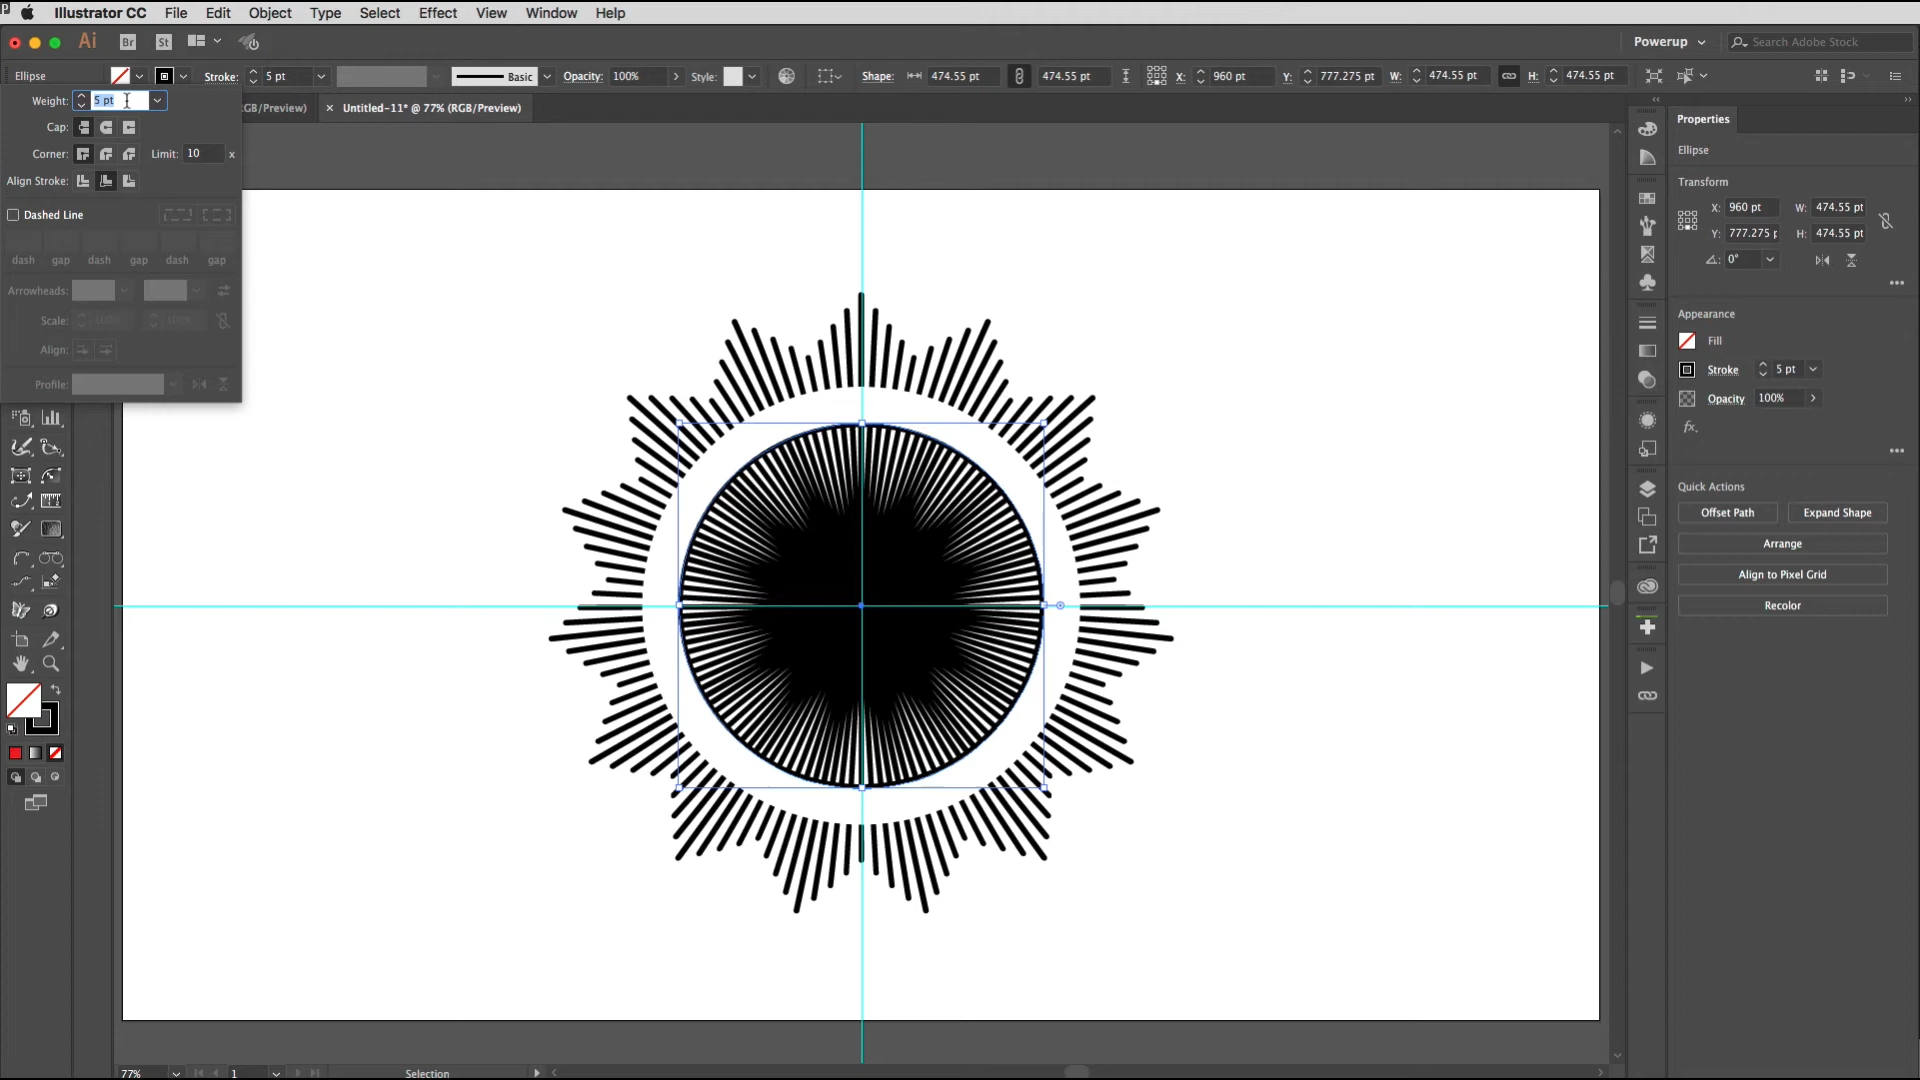 Illustrator CC File Edit Object Type Select Effect View Window Help
Ai Br St Powerup Search Adobe Stock
Ellipse Stroke: 5 pt Basic Opacity: 100% Style: Shape: 474.55 pt 474.55 pt X: 960 pt Y: 777.275 pt W: 474.55 pt H: 474.55 pt
Weight: 5 pt
GB/Preview) × Untitled-11* @ 77% (RGB/Preview)
Cap:
Corner: Limit: 10 x
Align Stroke:
Dashed Line
dash gap dash gap dash gap
Arrowheads:
Scale: 100% 100%
Align:
Profile:
Properties
Ellipse
Transform
X: 960 pt W: 474.55 pt
Y: 777.275 p H: 474.55 pt
0°
Appearance
Fill
Stroke 5 pt
Opacity 100%
fx.
Quick Actions
Offset Path Expand Shape
Arrange
Align to Pixel Grid
Recolor
77% 1 Selection